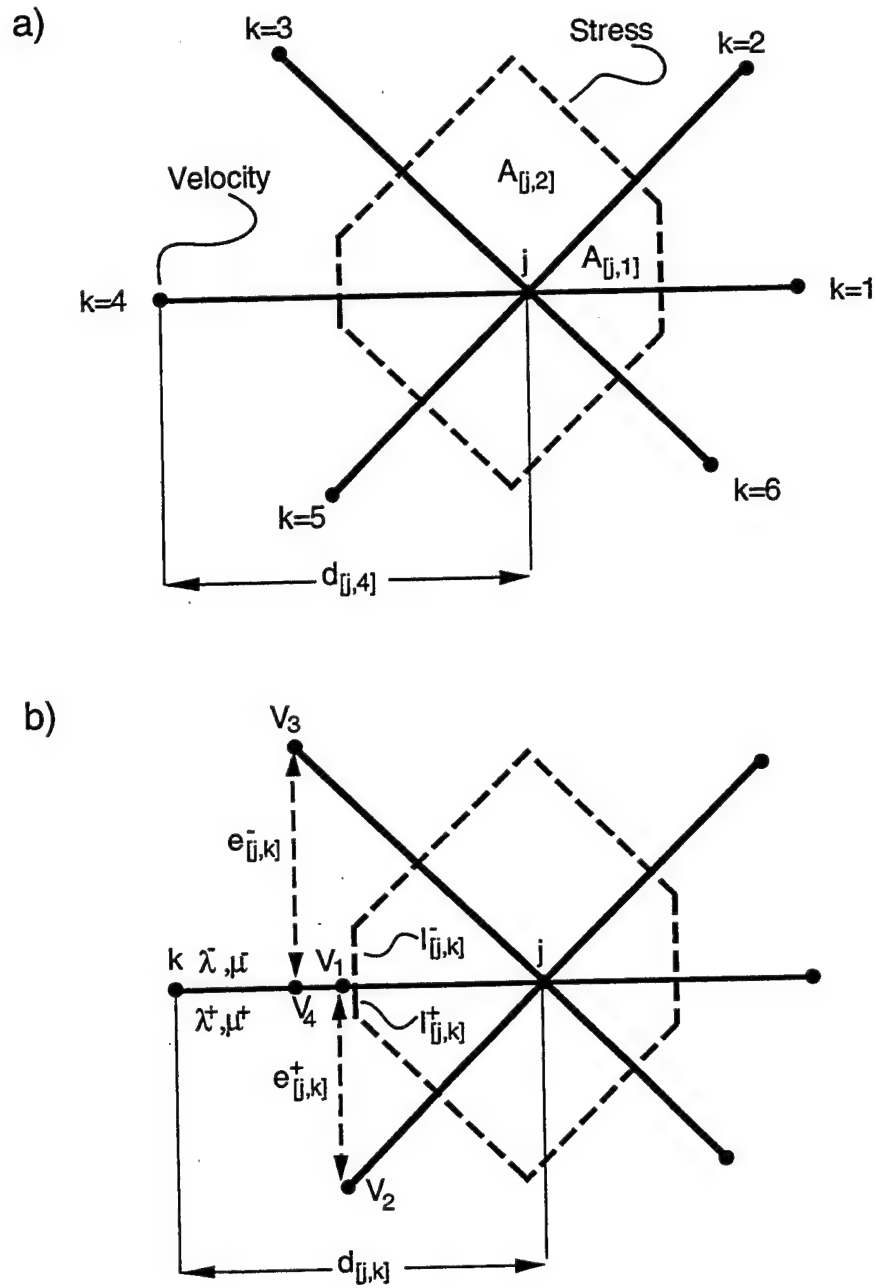 a)
k=3
Stress
k=2
Velocity
A[j,2]
j
A[j,1]
k=4
k=1
k=5
k=6
d[j,4]
b)
V3
e-[j,k]
l-[j,k]
j
k
λ-,μ-
V1
λ+,μ+
V4
l+[j,k]
e+[j,k]
V2
d[j,k]